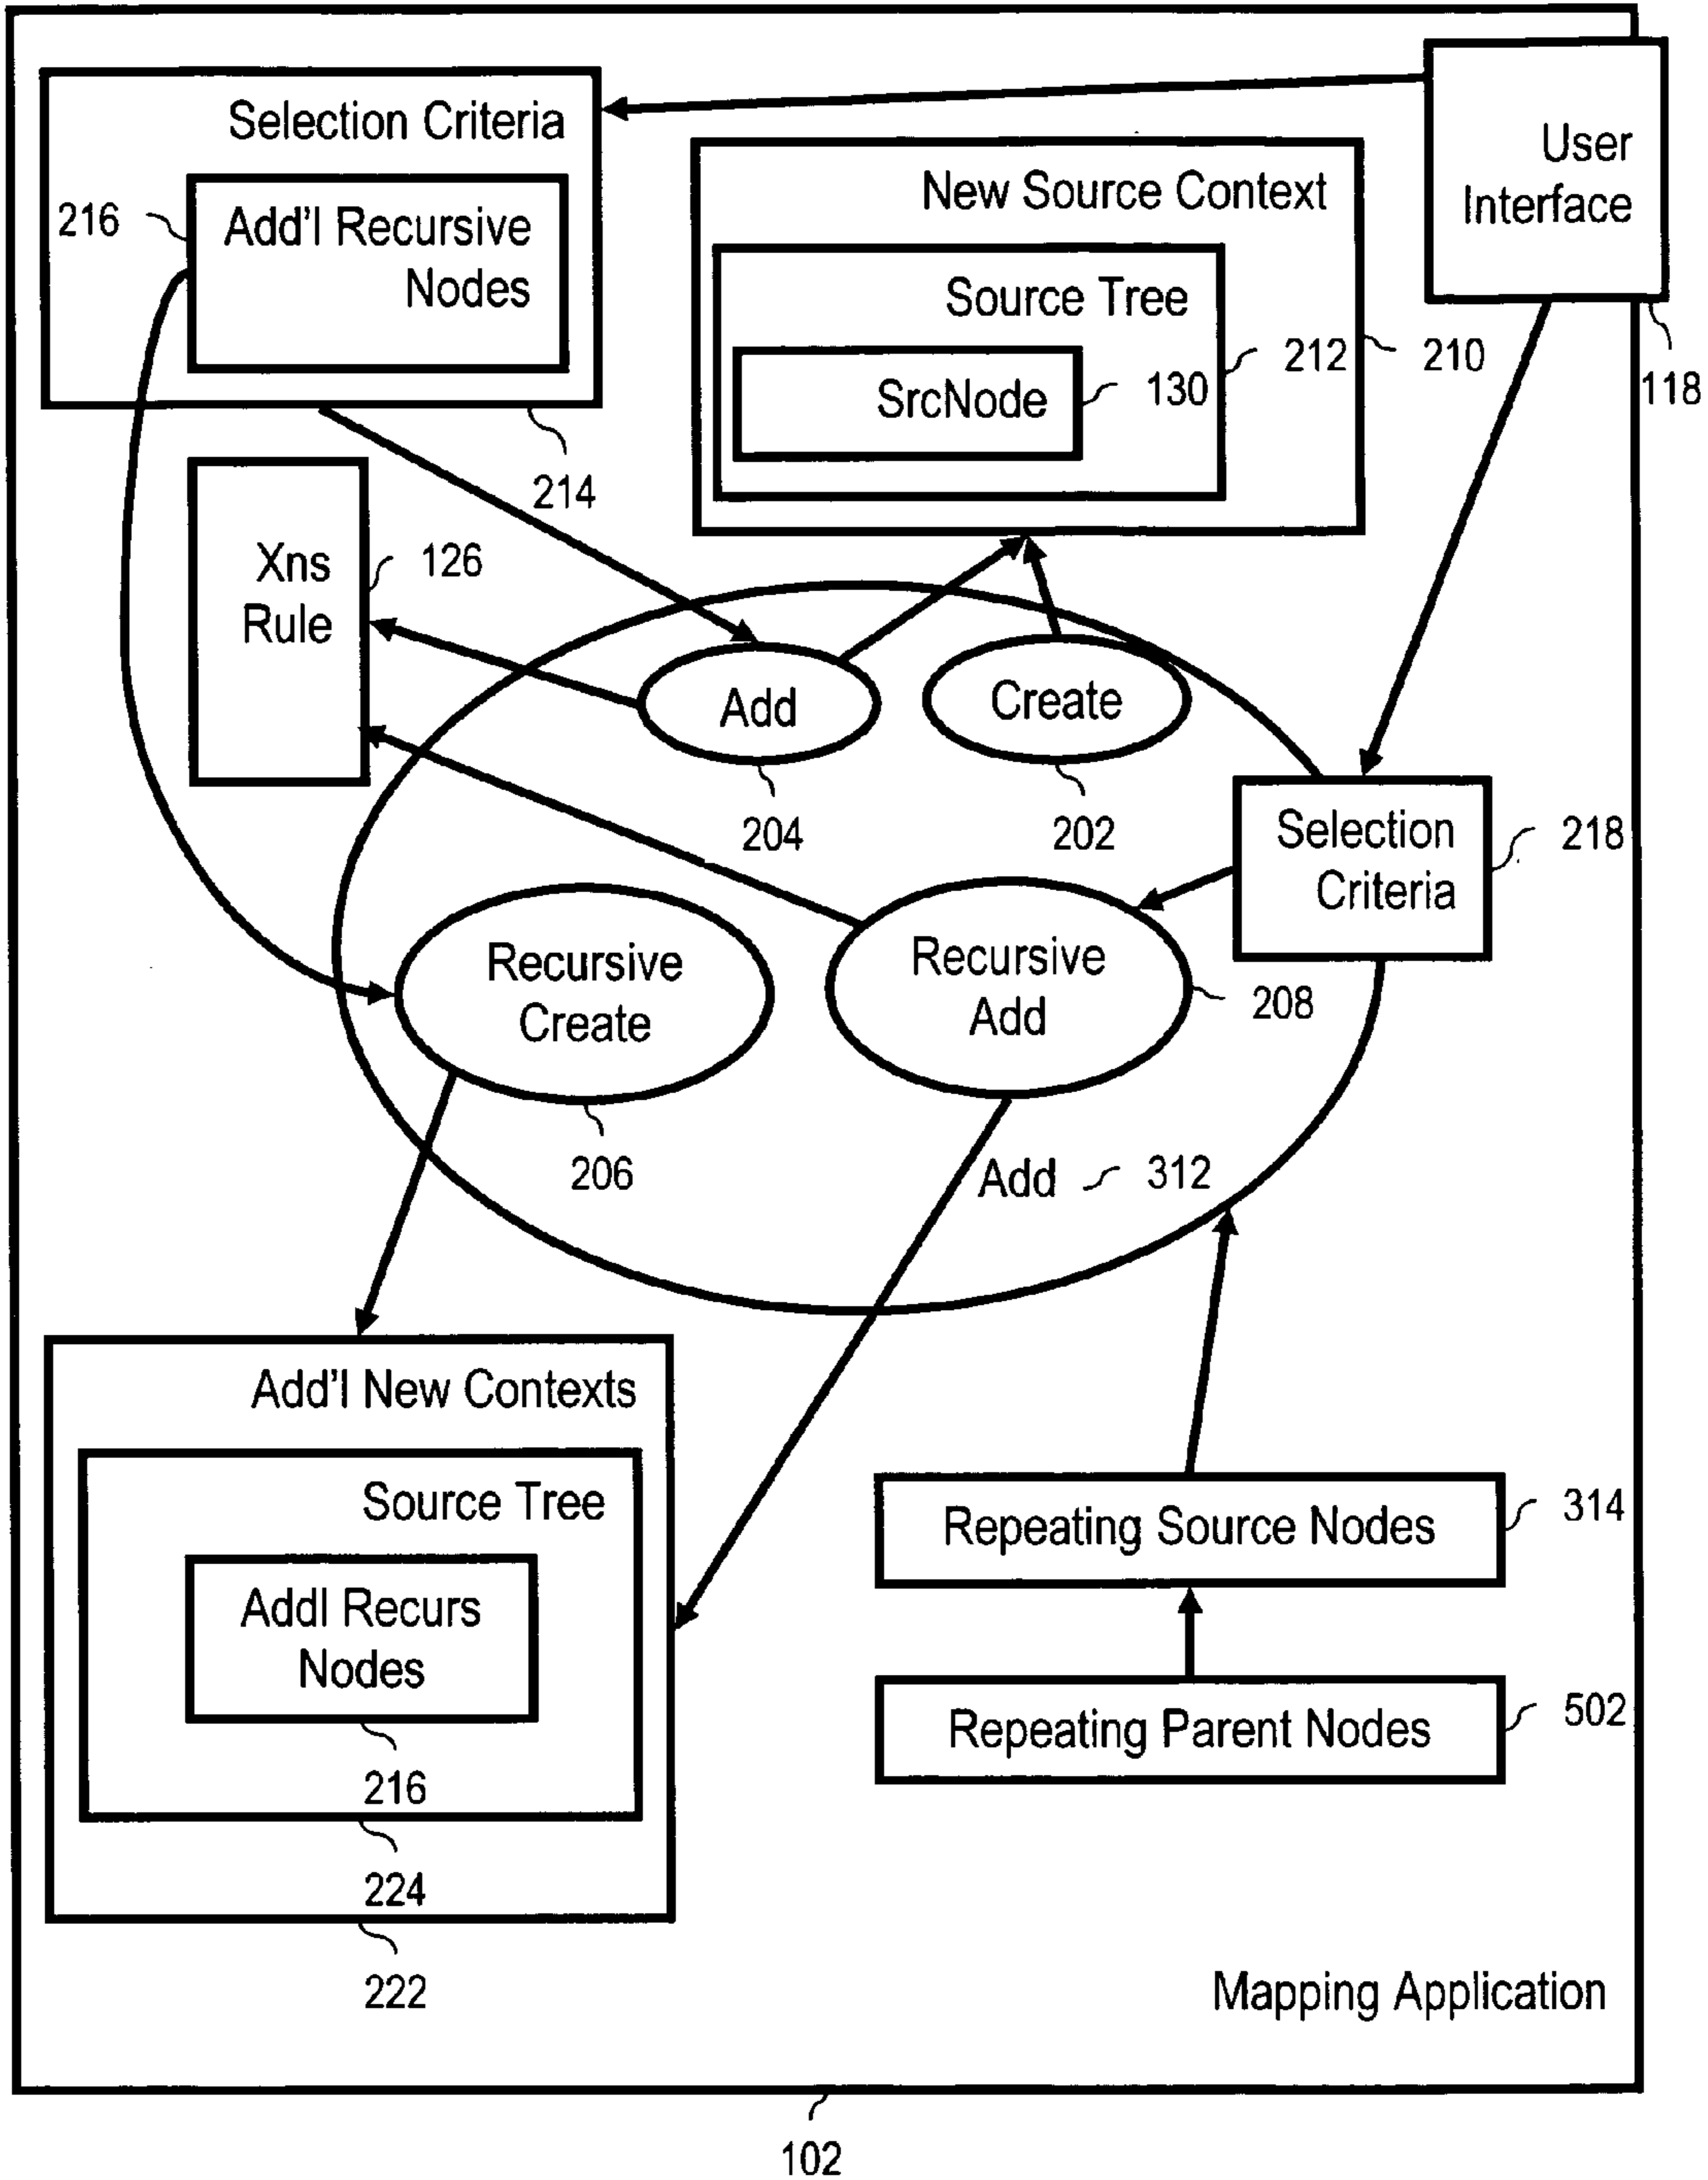 Selection Criteria
216
Add'l Recursive
Nodes
214
New Source Context
Source Tree
SrcNode
130
212
210
User
Interface
118
Xns
Rule
126
Add
204
Create
202
Selection
Criteria
218
Recursive
Create
206
Recursive
Add
208
Add
312
Add'l New Contexts
Source Tree
Addl Recurs
Nodes
216
224
222
Repeating Source Nodes
314
Repeating Parent Nodes
502
Mapping Application
102